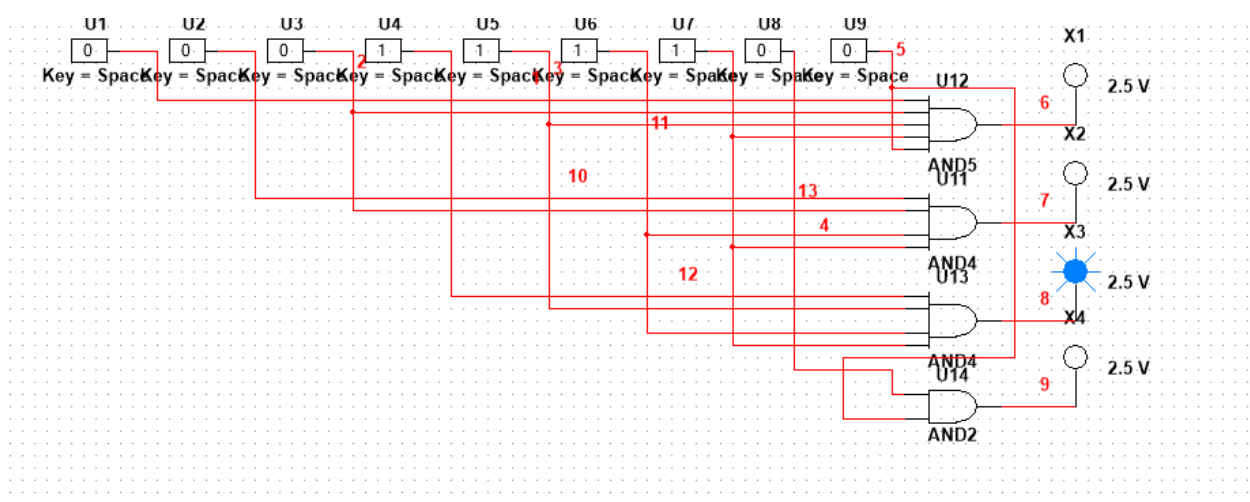 U1 U2 U3 U4 U5 U6 U7 U8 U9
0 0 0 1 1 1 1 0 0
Key = Space Key = Space Key = Space Key = Space Key = Space Key = Space Key = Space Key = Space Key = Space
2 3 1 5
X1
U12
2.5 V
6
11
X2
AND5
U11
10
13
2.5 V
7
4
X3
AND4
U13
12
2.5 V
8
X4
AND4
U14
2.5 V
9
AND2